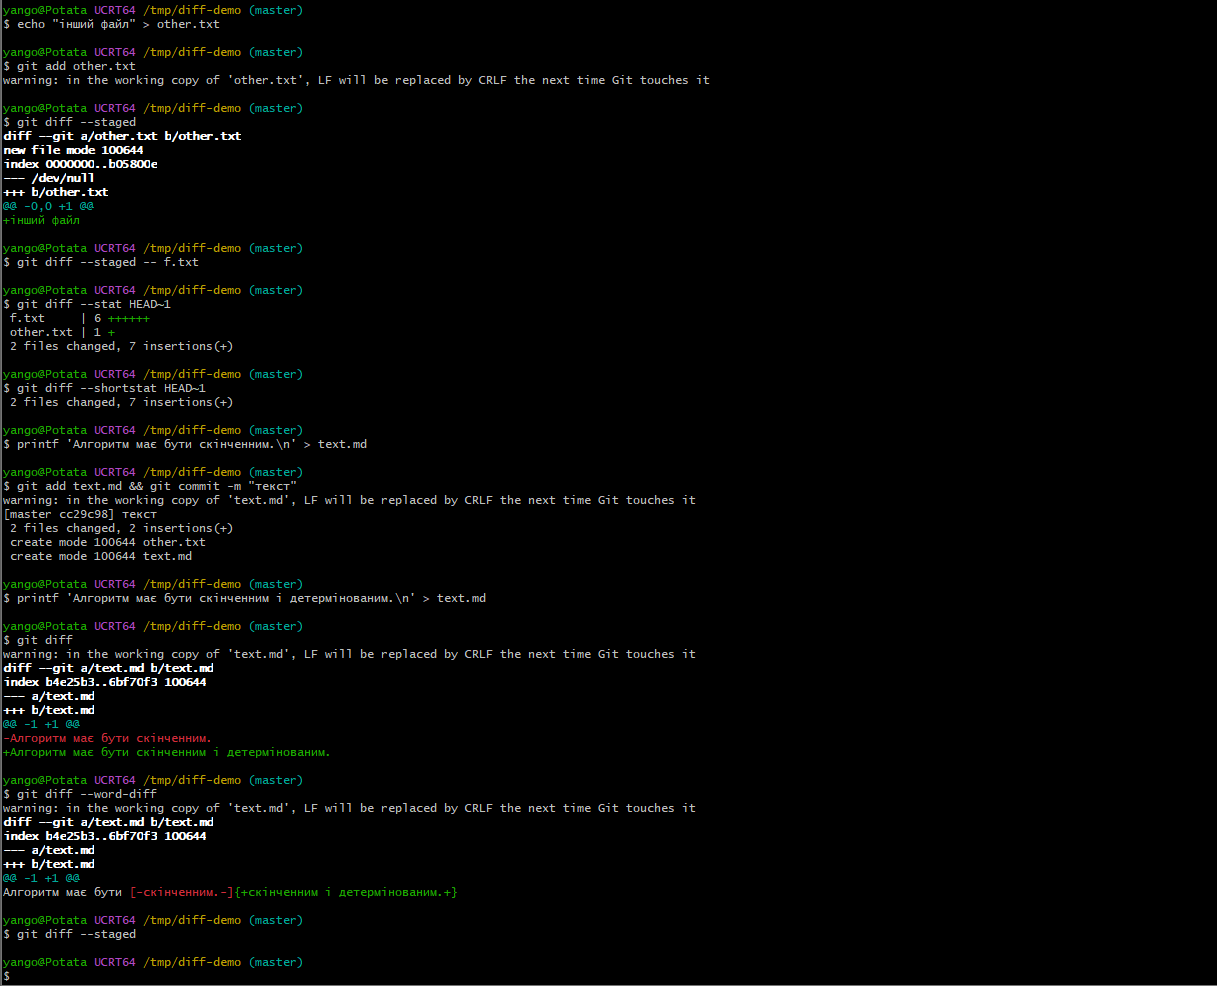 yango@Potata UCRT64 /tmp/diff-demo (master)
$ echo "інший файл" > other.txt
yango@Potata UCRT64 /tmp/diff-demo (master)
$ git add other.txt
warning: in the working copy of 'other.txt', LF will be replaced by CRLF the next time Git touches it
yango@Potata UCRT64 /tmp/diff-demo (master)
$ git diff --staged
diff --git a/other.txt b/other.txt
new file mode 100644
index 0000000..b05800e
--- /dev/null
+++ b/other.txt
@@ -0,0 +1 @@
+інший файл
yango@Potata UCRT64 /tmp/diff-demo (master)
$ git diff --staged -- f.txt
yango@Potata UCRT64 /tmp/diff-demo (master)
$ git diff --stat HEAD~1
 f.txt     | 6 ++++++
 other.txt | 1 +
 2 files changed, 7 insertions(+)
yango@Potata UCRT64 /tmp/diff-demo (master)
$ git diff --shortstat HEAD~1
 2 files changed, 7 insertions(+)
yango@Potata UCRT64 /tmp/diff-demo (master)
$ printf 'Алгоритм має бути скінченним.\n' > text.md
yango@Potata UCRT64 /tmp/diff-demo (master)
$ git add text.md && git commit -m "текст"
warning: in the working copy of 'text.md', LF will be replaced by CRLF the next time Git touches it
[master cc29c98] текст
 2 files changed, 2 insertions(+)
 create mode 100644 other.txt
 create mode 100644 text.md
yango@Potata UCRT64 /tmp/diff-demo (master)
$ printf 'Алгоритм має бути скінченним і детермінованим.\n' > text.md
yango@Potata UCRT64 /tmp/diff-demo (master)
$ git diff
warning: in the working copy of 'text.md', LF will be replaced by CRLF the next time Git touches it
diff --git a/text.md b/text.md
index b4e25b3..6bf70f3 100644
--- a/text.md
+++ b/text.md
@@ -1 +1 @@
-Алгоритм має бути скінченним.
+Алгоритм має бути скінченним і детермінованим.
yango@Potata UCRT64 /tmp/diff-demo (master)
$ git diff --word-diff
warning: in the working copy of 'text.md', LF will be replaced by CRLF the next time Git touches it
diff --git a/text.md b/text.md
index b4e25b3..6bf70f3 100644
--- a/text.md
+++ b/text.md
@@ -1 +1 @@
Алгоритм має бути [-скінченним.-]{+скінченним і детермінованим.+}
yango@Potata UCRT64 /tmp/diff-demo (master)
$ git diff --staged
yango@Potata UCRT64 /tmp/diff-demo (master)
$